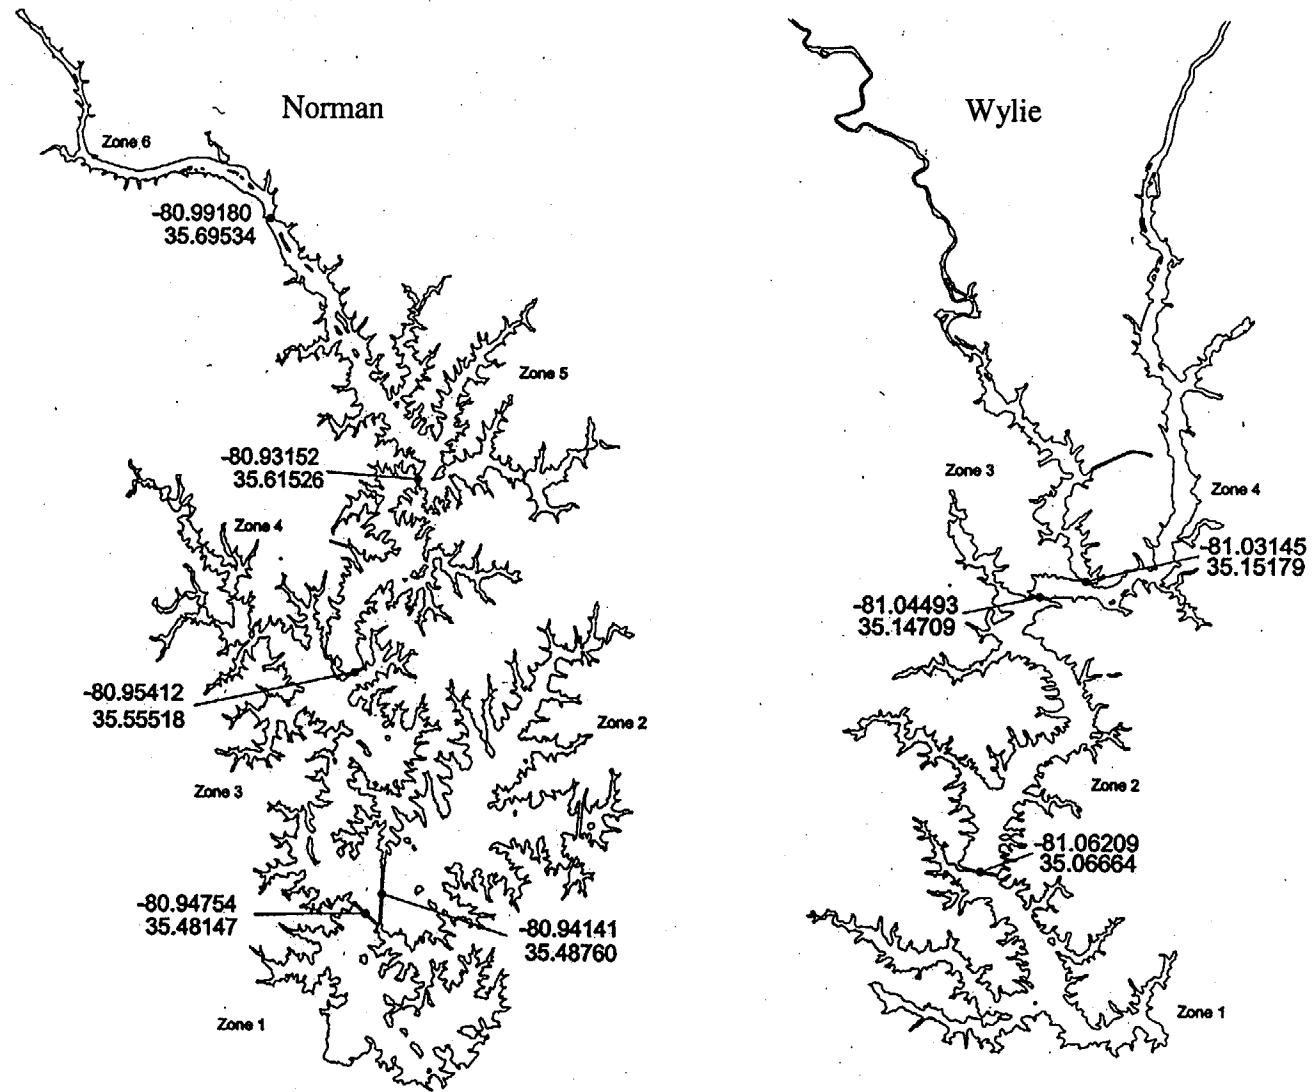 Norman
Zone 6
-80.99180
35.69534
Zone 5
-80.93152
35.61526
Zone 4
-80.95412
35.55518
Zone 2
Zone 3
-80.94754
35.48147
-80.94141
35.48760
Zone 1
Wylie
Zone 3
Zone 4
-81.03145
35.15179
-81.04493
35.14709
Zone 2
-81.06209
35.06664
Zone 1